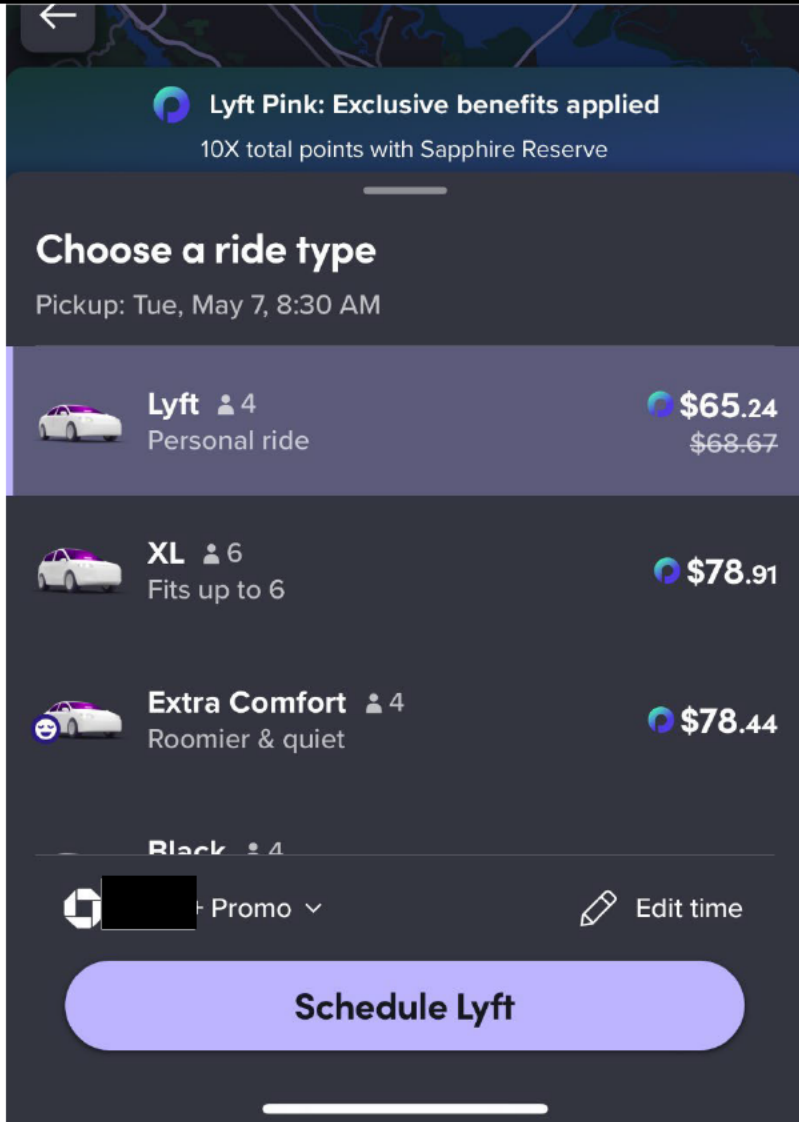 Lyft Pink: Exclusive benefits applied
10X total points with Sapphire Reserve
Choose a ride type
Pickup: Tue, May 7, 8:30 AM
Lyft 4 $65.24
Personal ride $68.67
XL 6
Fits up to 6 $78.91
Extra Comfort 4
Roomier & quiet $78.44
Black 4
+ Promo Edit time
Schedule Lyft